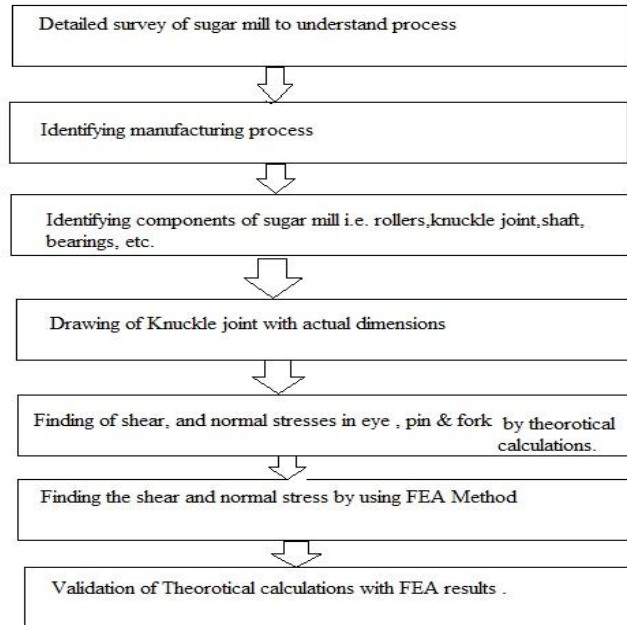 Detailed survey of sugar mill to understand process
Identifying manufacturing process
Identifying components of sugar mill i.e. rollers,knuckle joint,shaft,
bearings, etc.
Drawing of Knuckle joint with actual dimensions
Finding of shear, and normal stresses in eye , pin & fork by theorotical
calculations.
Finding the shear and normal stress by using FEA Method
Validation of Theorotical calculations with FEA results .